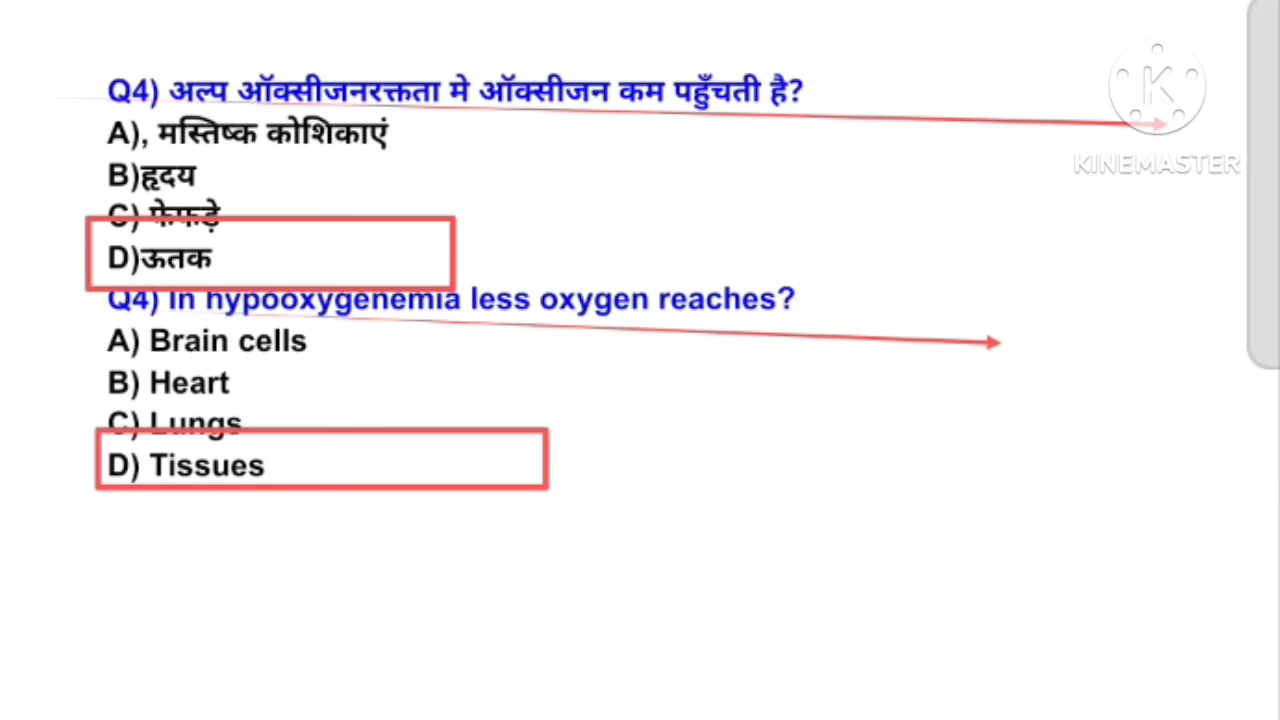 Q4) अल्प ऑक्सीजनरक्तता मे ऑक्सीजन कम पहुँचती है?
A), मस्तिष्क कोशिकाएं
B)हृदय
C) फेफड़े
D)ऊतक
Q4) In hypooxygenemia less oxygen reaches?
A) Brain cells
B) Heart
C) Lungs
D) Tissues
K
KINEMASTER